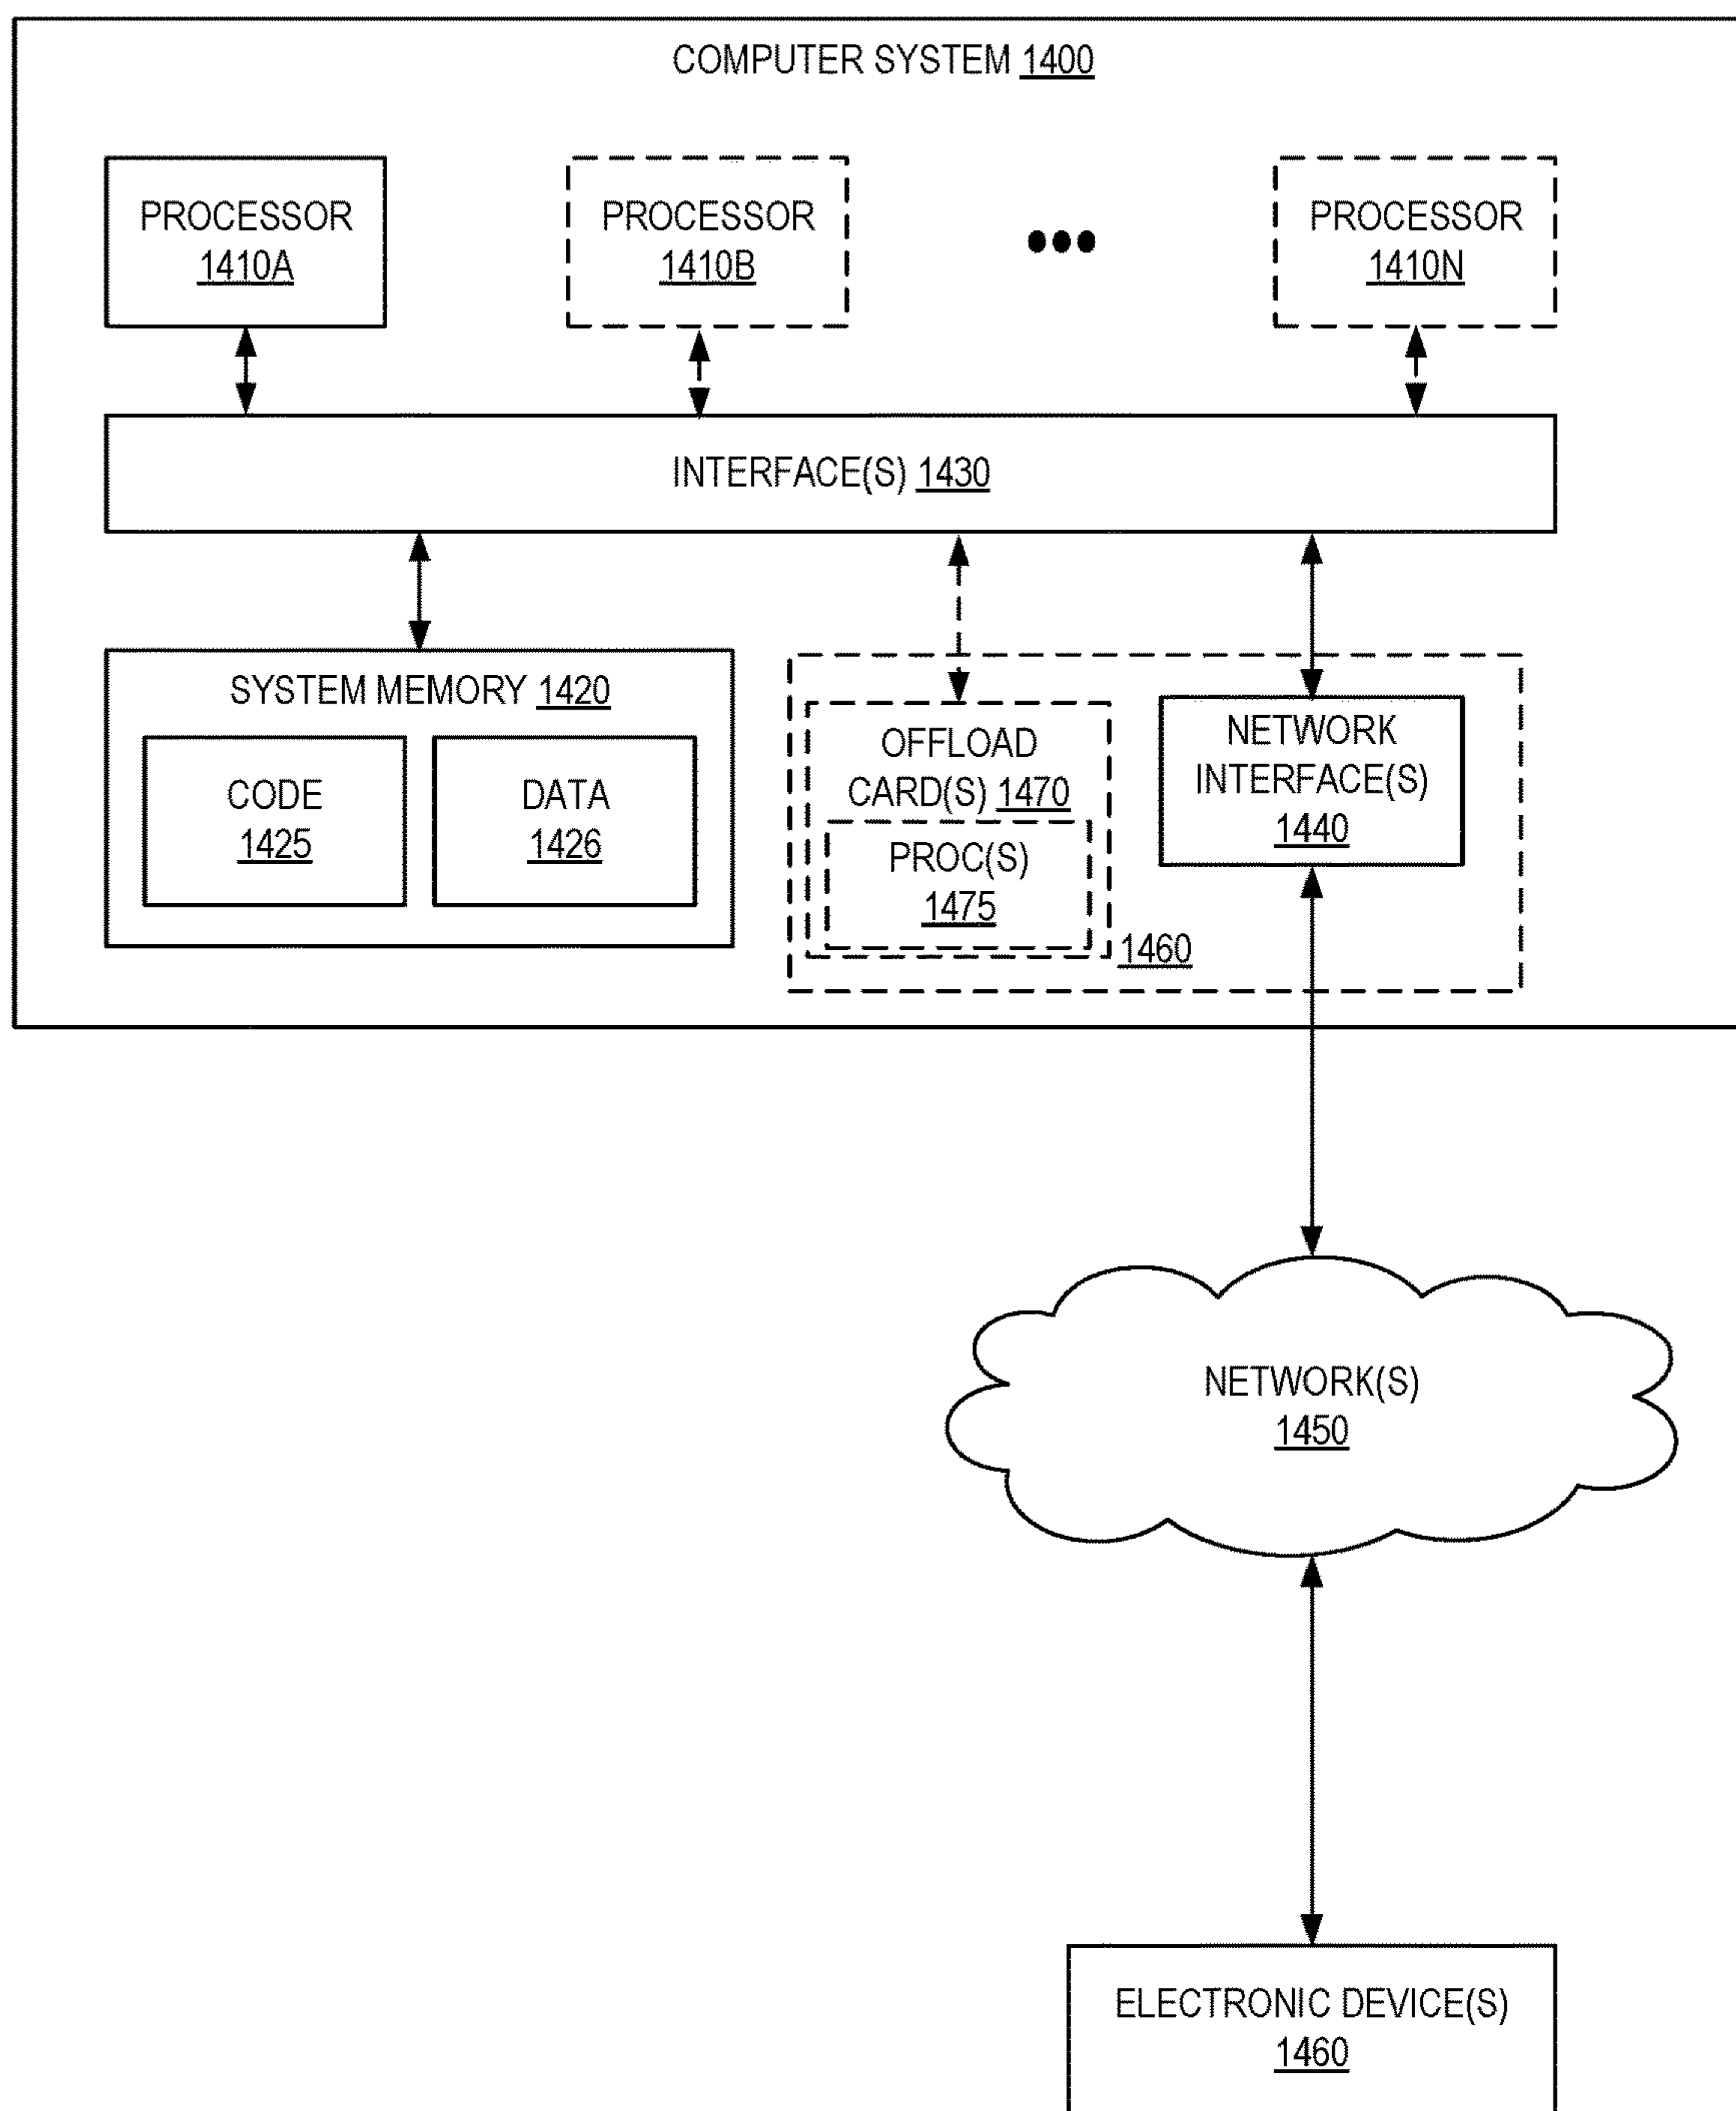 COMPUTER SYSTEM 1400
PROCESSOR
1410A
PROCESSOR
1410B
PROCESSOR
1410N
INTERFACE(S) 1430
SYSTEM MEMORY 1420
CODE
1425
DATA
1426
OFFLOAD
CARD(S) 1470
PROC(S)
1475
NETWORK
INTERFACE(S)
1440
1460
NETWORK(S)
1450
ELECTRONIC DEVICE(S)
1460